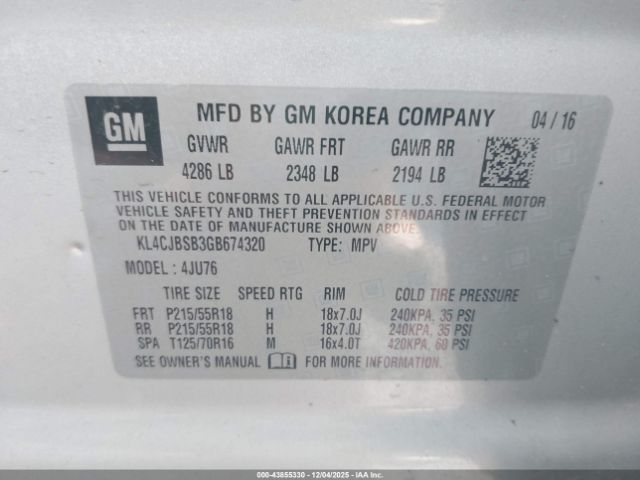 GM
MFD BY GM KOREA COMPANY 04 / 16
GVWR GAWR FRT GAWR RR
4286 LB 2348 LB 2194 LB
THIS VEHICLE CONFORMS TO ALL APPLICABLE U.S. FEDERAL MOTOR
VEHICLE SAFETY AND THEFT PREVENTION STANDARDS IN EFFECT
ON THE DATE OF MANUFACTURE SHOWN ABOVE.
KL4CJBSB3GB674320 TYPE: MPV
MODEL: 4JU76
TIRE SIZE SPEED RTG RIM COLD TIRE PRESSURE
FRT P215/55R18 H 18x7.0J 240KPA, 35 PSI
RR P215/55R18 H 18x7.0J 240KPA, 35 PSI
SPA T125/70R16 M 16x4.0T 420KPA, 60 PSI
SEE OWNER'S MANUAL FOR MORE INFORMATION.
000-43855330 - 12/04/2025 - IAAI.com